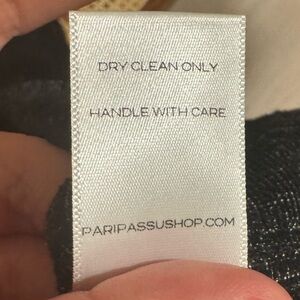 DRY CLEAN ONLY
HANDLE WITH CARE
PARIPASSUSHOP.COM